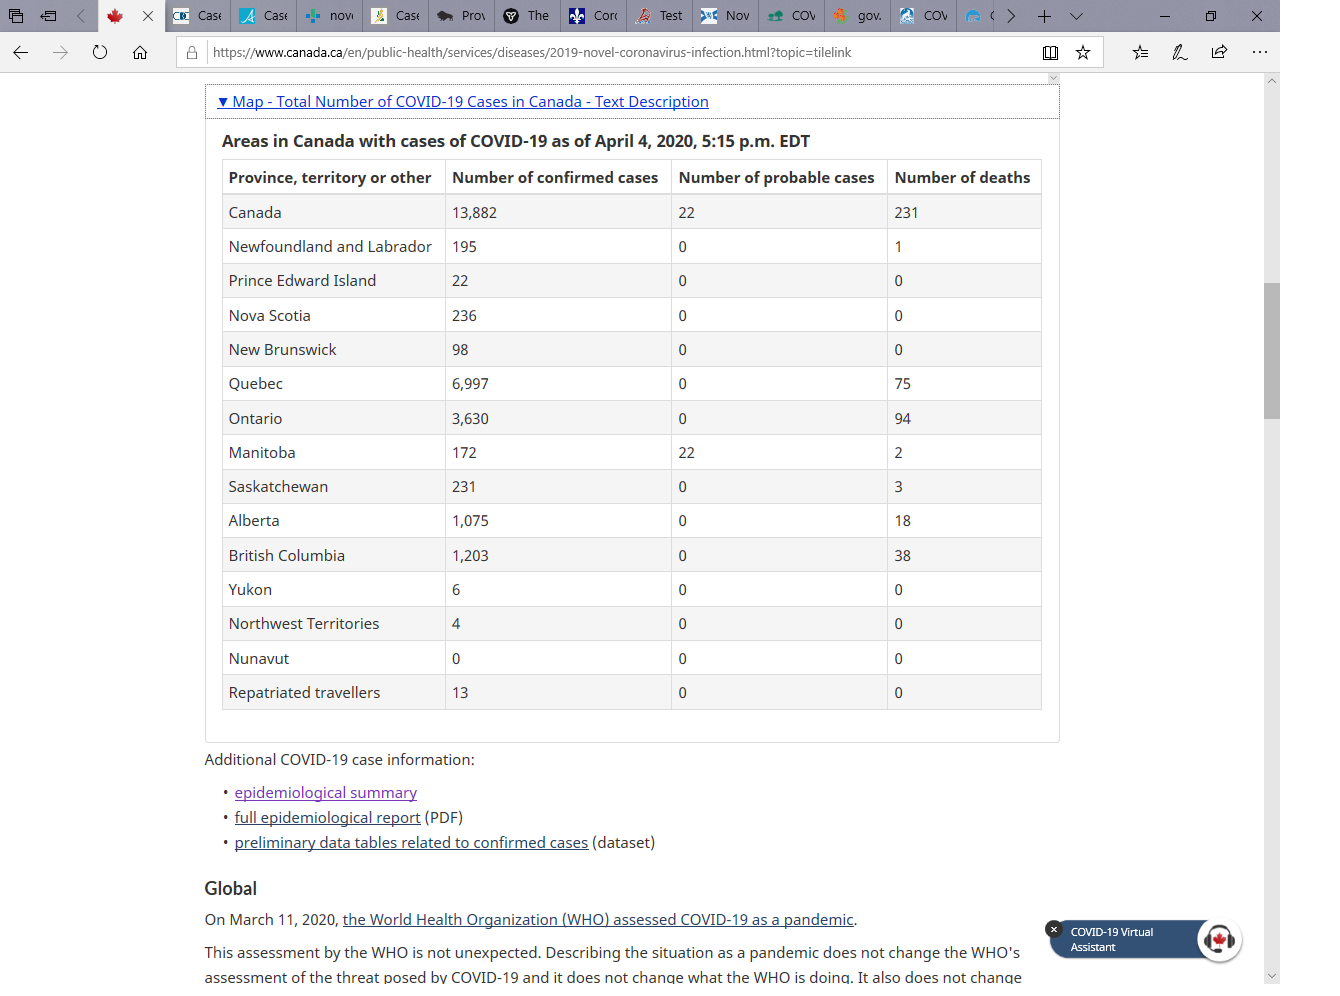 Case
Case
nov
Case
Prov
The
Cor
Test
Nov
COV
gov.
COV
https://www.canada.ca/en/public-health/services/diseases/2019-novel-coronavirus-infection.html?topic=tilelink
▼ Map - Total Number of COVID-19 Cases in Canada - Text Description
Areas in Canada with cases of COVID-19 as of April 4, 2020, 5:15 p.m. EDT
Province, territory or other Number of confirmed cases Number of probable cases Number of deaths
Canada 13,882 22 231
Newfoundland and Labrador 195 0 1
Prince Edward Island 22 0 0
Nova Scotia 236 0 0
New Brunswick 98 0 0
Quebec 6,997 0 75
Ontario 3,630 0 94
Manitoba 172 22 2
Saskatchewan 231 0 3
Alberta 1,075 0 18
British Columbia 1,203 0 38
Yukon 6 0 0
Northwest Territories 4 0 0
Nunavut 0 0 0
Repatriated travellers 13 0 0
Additional COVID-19 case information:
• epidemiological summary
• full epidemiological report (PDF)
• preliminary data tables related to confirmed cases (dataset)
Global
On March 11, 2020, the World Health Organization (WHO) assessed COVID-19 as a pandemic.
This assessment by the WHO is not unexpected. Describing the situation as a pandemic does not change the WHO's
assessment of the threat posed by COVID-19 and it does not change what the WHO is doing. It also does not change
COVID-19 Virtual
Assistant